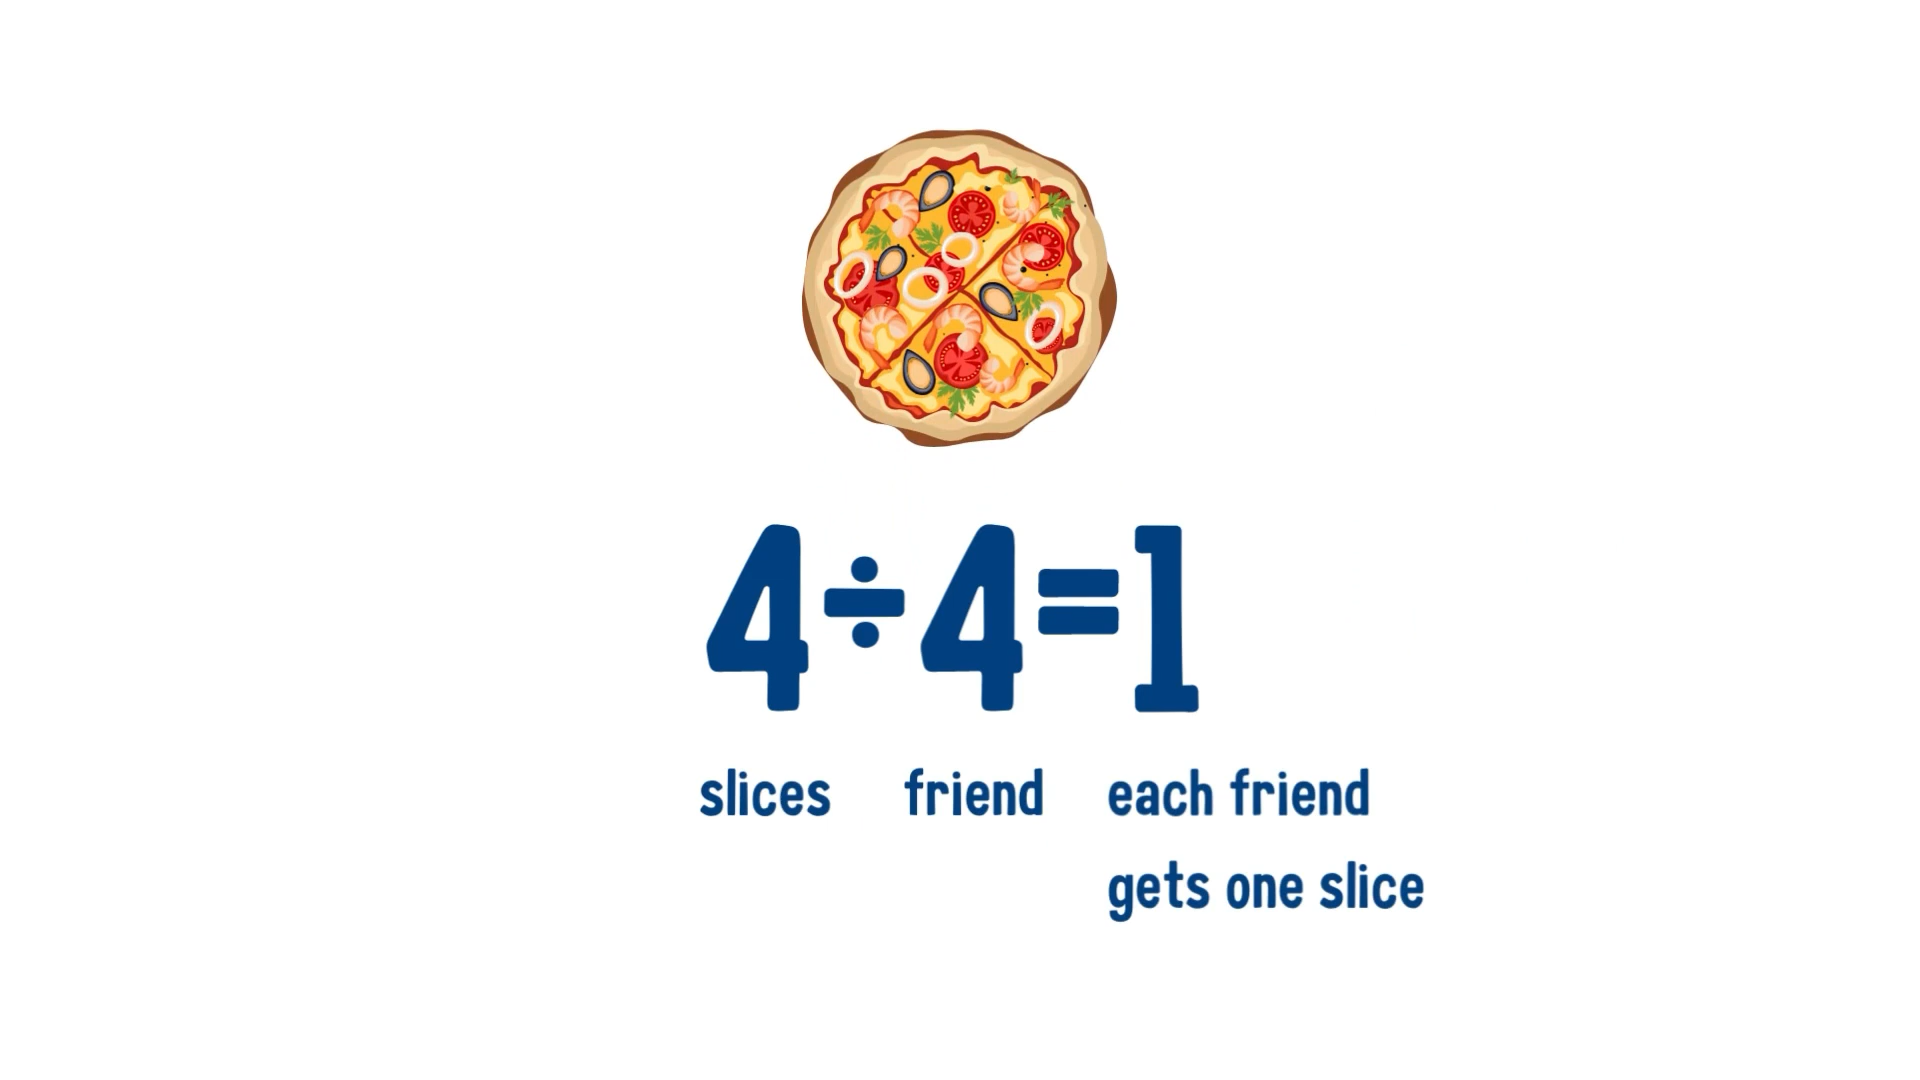 4÷4=1
slices friend each friend
gets one slice